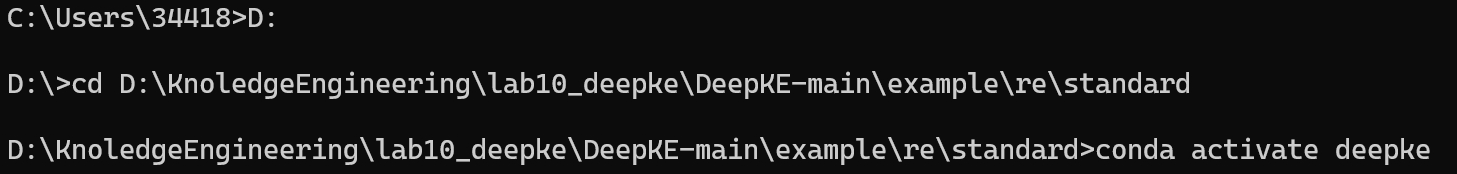 C:\Users\34418>D:
D:\>cd D:\KnoledgeEngineering\lab10_deepke\DeepKE-main\example\re\standard
D:\KnoledgeEngineering\lab10_deepke\DeepKE-main\example\re\standard>conda activate deepke